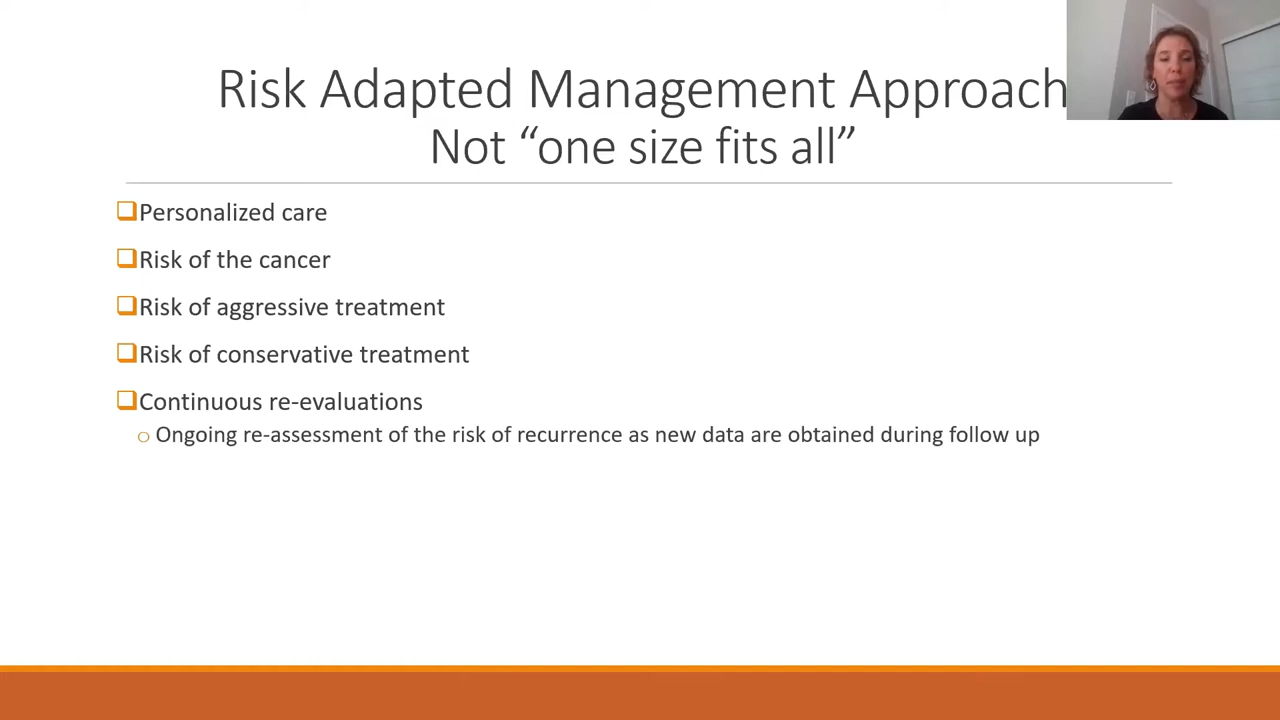 Risk Adapted Management Approach
Not “one size fits all”
Personalized care
Risk of the cancer
Risk of aggressive treatment
Risk of conservative treatment
Continuous re-evaluations
Ongoing re-assessment of the risk of recurrence as new data are obtained during follow up